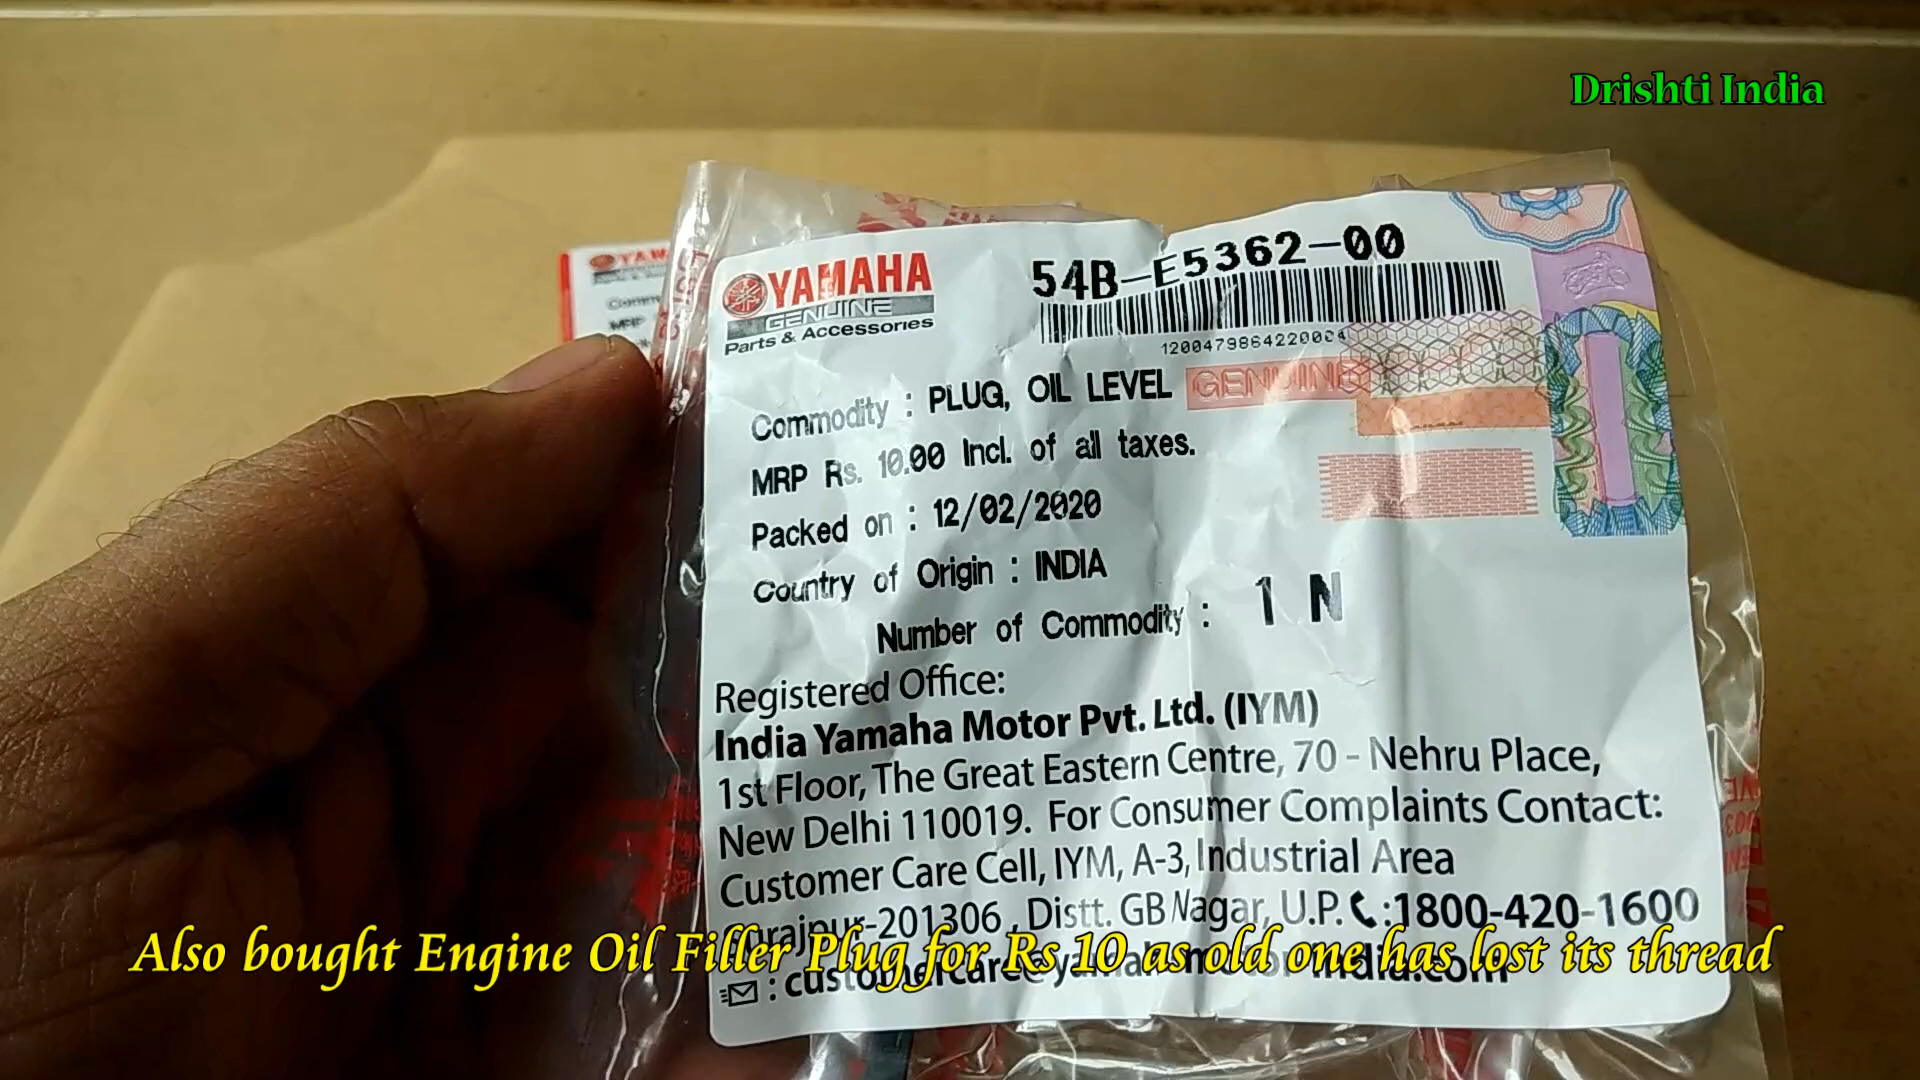 Drishti India
YAMAHA
GENUINE
Parts & Accessories
54B-E5362-00
Commodity : PLUG, OIL LEVEL
GENUINE
MRP Rs. 10.00 Incl. of all taxes.
Packed on : 12/02/2020
Country of Origin : INDIA
Number of Commodity : 1 N
Registered Office:
India Yamaha Motor Pvt. Ltd. (IYM)
1st Floor, The Great Eastern Centre, 70 - Nehru Place,
New Delhi 110019. For Consumer Complaints Contact:
Customer Care Cell, IYM, A-3, Industrial Area
Surajpur-201306 , Distt. GB Nagar, U.P. :1800-420-1600
: customercare@yamaha-motor-india.com
Also bought Engine Oil Filler Plug for Rs 10 as old one has lost its thread